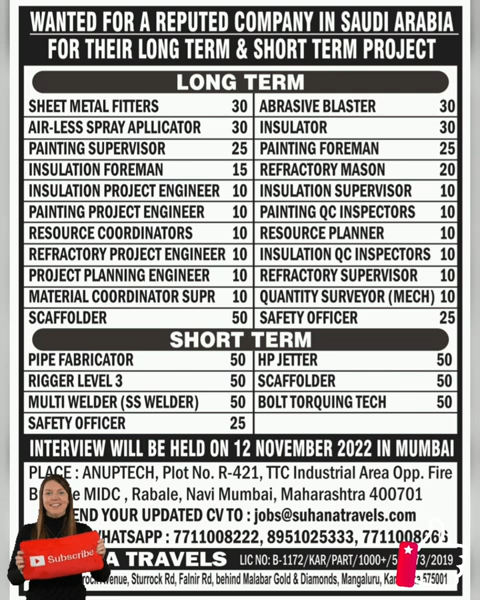 WANTED FOR A REPUTED COMPANY IN SAUDI ARABIA
FOR THEIR LONG TERM & SHORT TERM PROJECT
LONG TERM
SHEET METAL FITTERS 30 ABRASIVE BLASTER 30
AIR-LESS SPRAY APLLICATOR 30 INSULATOR 30
PAINTING SUPERVISOR 25 PAINTING FOREMAN 25
INSULATION FOREMAN 15 REFRACTORY MASON 20
INSULATION PROJECT ENGINEER 10 INSULATION SUPERVISOR 10
PAINTING PROJECT ENGINEER 10 PAINTING QC INSPECTORS 10
RESOURCE COORDINATORS 10 RESOURCE PLANNER 10
REFRACTORY PROJECT ENGINEER 10 INSULATION QC INSPECTORS 10
PROJECT PLANNING ENGINEER 10 REFRACTORY SUPERVISOR 10
MATERIAL COORDINATOR SUPR 10 QUANTITY SURVEYOR (MECH) 10
SCAFFOLDER 50 SAFETY OFFICER 25
SHORT TERM
PIPE FABRICATOR 50 HP JETTER 50
RIGGER LEVEL 3 50 SCAFFOLDER 50
MULTI WELDER (SS WELDER) 50 BOLT TORQUING TECH 50
SAFETY OFFICER 25
INTERVIEW WILL BE HELD ON 12 NOVEMBER 2022 IN MUMBAI
PLACE : ANUPTECH, Plot No. R-421, TTC Industrial Area Opp. Fire
MIDC , Rabale, Navi Mumbai, Maharashtra 400701
END YOUR UPDATED CV TO : jobs@suhanatravels.com
WHATSAPP : 7711008222, 8951025333, 7711008666
Subscribe
A TRAVELS LIC NO: B-1172/KAR/PART/1000+/5 73/2019
Avenue, Sturrock Rd, Falnir Rd, behind Malabar Gold & Diamonds, Mangaluru, 575001